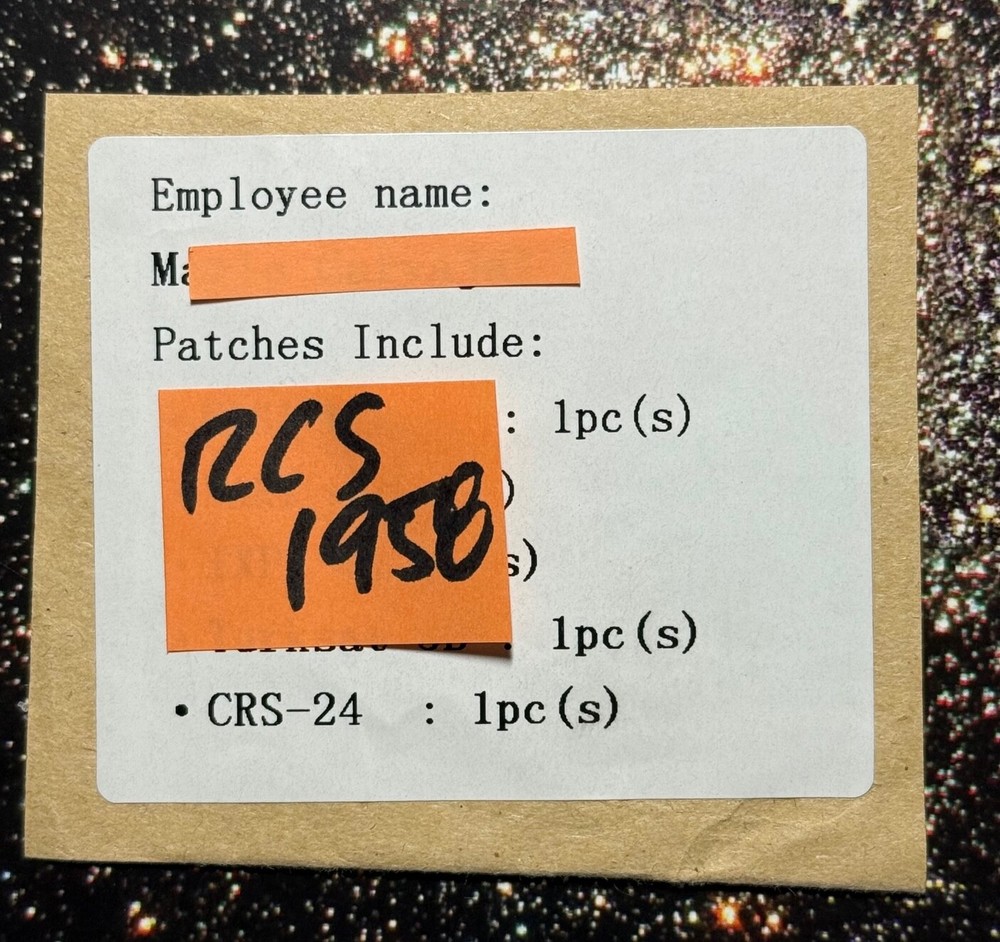 Employee name:
Ma
Patches Include:
: 1pc(s)
RCS
1958
)
s)
: 1pc(s)
• CRS-24 : 1pc(s)